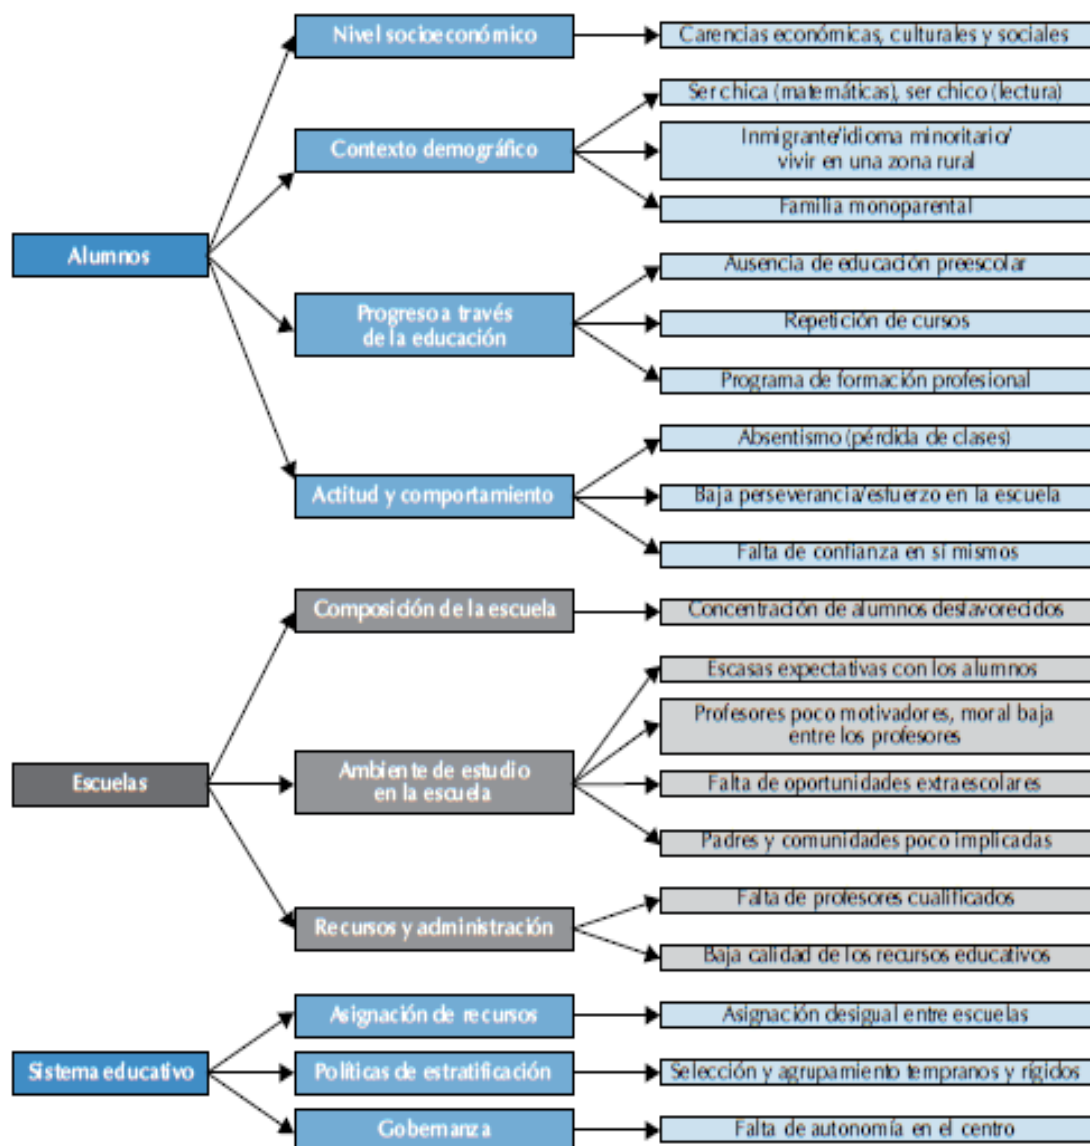 Nivel socioeconómico
Carencias económicas, culturales y sociales
Ser chica (matemáticas), ser chico (lectura)
Contexto demográfico
Inmigrante/idioma minoritario/
vivir en una zona rural
Familia monoparental
Alumnos
Ausencia de educación preescolar
Progreso a través
de la educación
Repetición de cursos
Programa de formación profesional
Absentismo (pérdida de clases)
Actitud y comportamiento
Baja perseverancia/esfuerzo en la escuela
Falta de confianza en sí mismos
Composición de la escuela
Concentración de alumnos desfavorecidos
Escasas expectativas con los alumnos
Profesores poco motivadores, moral baja
entre los profesores
Escuelas
Ambiente de estudio
en la escuela
Falta de oportunidades extraescolares
Padres y comunidades poco implicadas
Falta de profesores cualificados
Recursos y administración
Baja calidad de los recursos educativos
Asignación de recursos
Asignación desigual entre escuelas
Sistema educativo
Políticas de estratificación
Selección y agrupamiento tempranos y rígidos
Gobernanza
Falta de autonomía en el centro